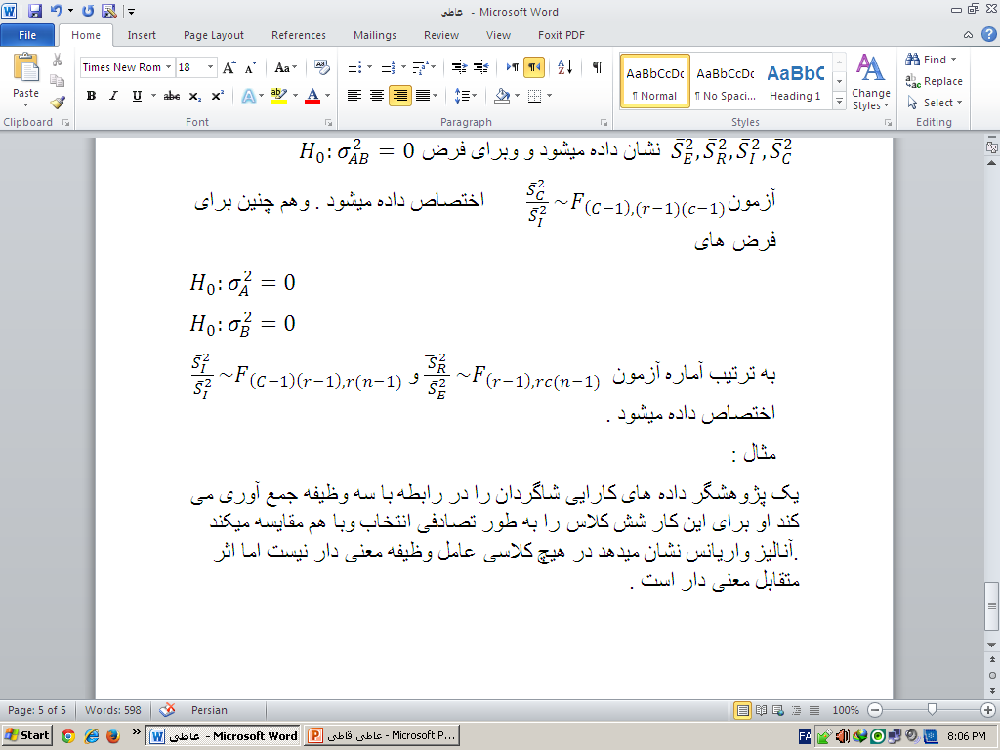 عاطی - Microsoft Word
File Home Insert Page Layout References Mailings Review View Foxit PDF
Paste
Times New Rom 18
Clipboard Font Paragraph Styles Editing
AaBbCcDc ¶ Normal
AaBbCcDc ¶ No Spaci...
AaBbC Heading 1
Change Styles
Find
Replace
Select
$\bar{S}_E^2, \bar{S}_R^2, \bar{S}_I^2, \bar{S}_C^2$ نشان داده میشود و وبرای فرض $H_0: \sigma_{AB}^2 = 0$
آزمون $\frac{\bar{S}_C^2}{\bar{S}_I^2} \sim F_{(C-1),(r-1)(c-1)}$ اختصاص داده میشود . وهم چنین برای
فرض های
$H_0: \sigma_A^2 = 0$
$H_0: \sigma_B^2 = 0$
به ترتیب آماره آزمون $\frac{\bar{S}_R^2}{\bar{S}_E^2} \sim F_{(r-1),rc(n-1)}$ و $\frac{\bar{S}_I^2}{\bar{S}_I^2} \sim F_{(C-1)(r-1),r(n-1)}$
اختصاص داده میشود .
مثال :
یک پژوهشگر داده های کارایی شاگردان را در رابطه با سه وظیفه جمع آوری می
کند او برای این کار شش کلاس را به طور تصادفی انتخاب وبا هم مقایسه میکند
.آنالیز واریانس نشان میدهد در هیچ کلاسی عامل وظیفه معنی دار نیست اما اثر
متقابل معنی دار است .
Page: 5 of 5 Words: 598 Persian 100%
Start عاطی - Microsoft Word عاطی قاطی - Microsoft P... FA 8:06 PM